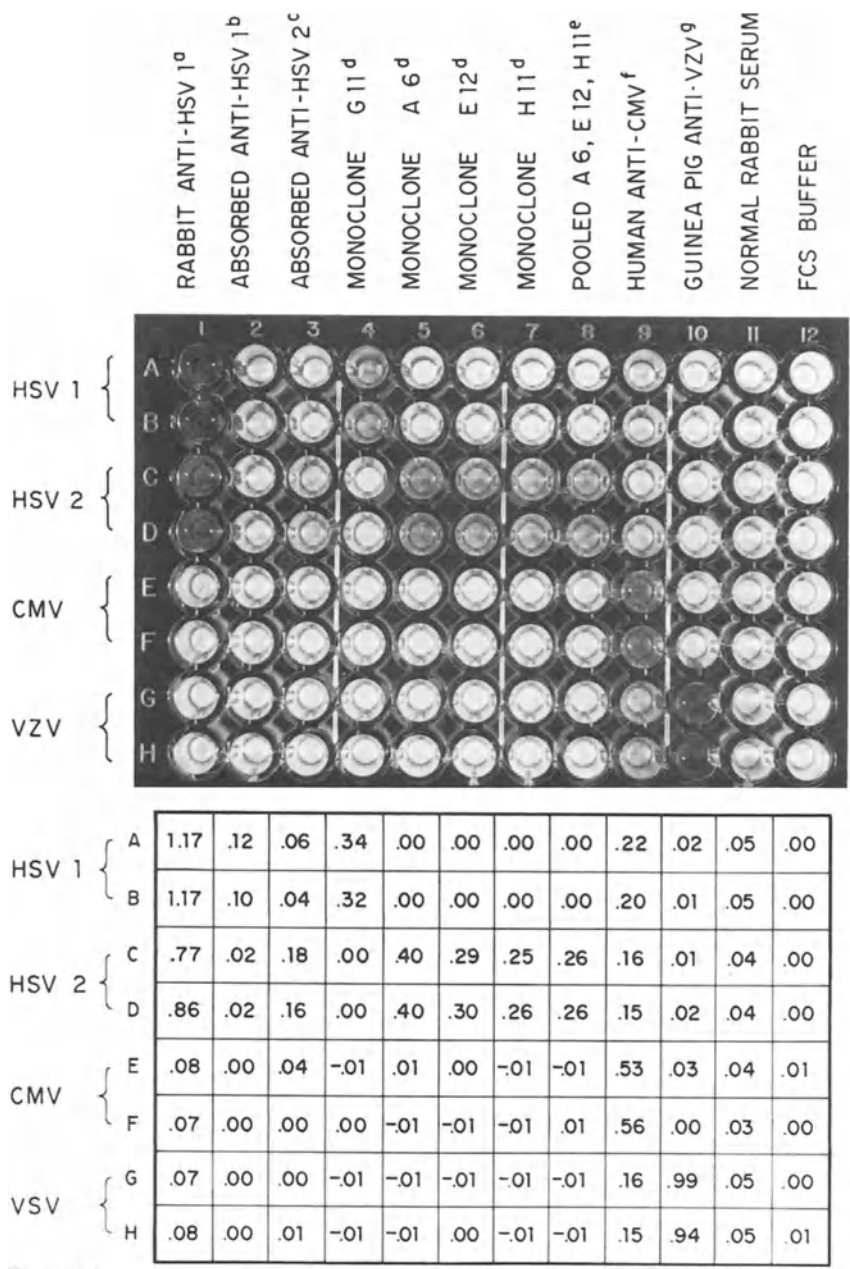 RABBIT ANTI-HSV 1a
ABSORBED ANTI-HSV 1b
ABSORBED ANTI-HSV 2c
MONOCLONE G 11 d
MONOCLONE A 6 d
MONOCLONE E 12 d
MONOCLONE H 11 d
POOLED A 6, E 12, H 11 e
HUMAN ANTI-CMV f
GUINEA PIG ANTI-VZV g
NORMAL RABBIT SERUM
FCS BUFFER
1 2 3 4 5 6 7 8 9 10 11 12
HSV 1
A
B
HSV 2
C
D
CMV
E
F
VZV
G
H
HSV 1
A 1.17 .12 .06 .34 .00 .00 .00 .00 .22 .02 .05 .00
B 1.17 .10 .04 .32 .00 .00 .00 .00 .20 .01 .05 .00
HSV 2
C .77 .02 .18 .00 .40 .29 .25 .26 .16 .01 .04 .00
D .86 .02 .16 .00 .40 .30 .26 .26 .15 .02 .04 .00
CMV
E .08 .00 .04 -.01 .01 .00 -.01 -.01 .53 .03 .04 .01
F .07 .00 .00 .00 -.01 -.01 -.01 .01 .56 .00 .03 .00
VSV
G .07 .00 .00 -.01 -.01 -.01 -.01 -.01 .16 .99 .05 .00
H .08 .00 .01 -.01 -.01 .00 -.01 -.01 .15 .94 .05 .01